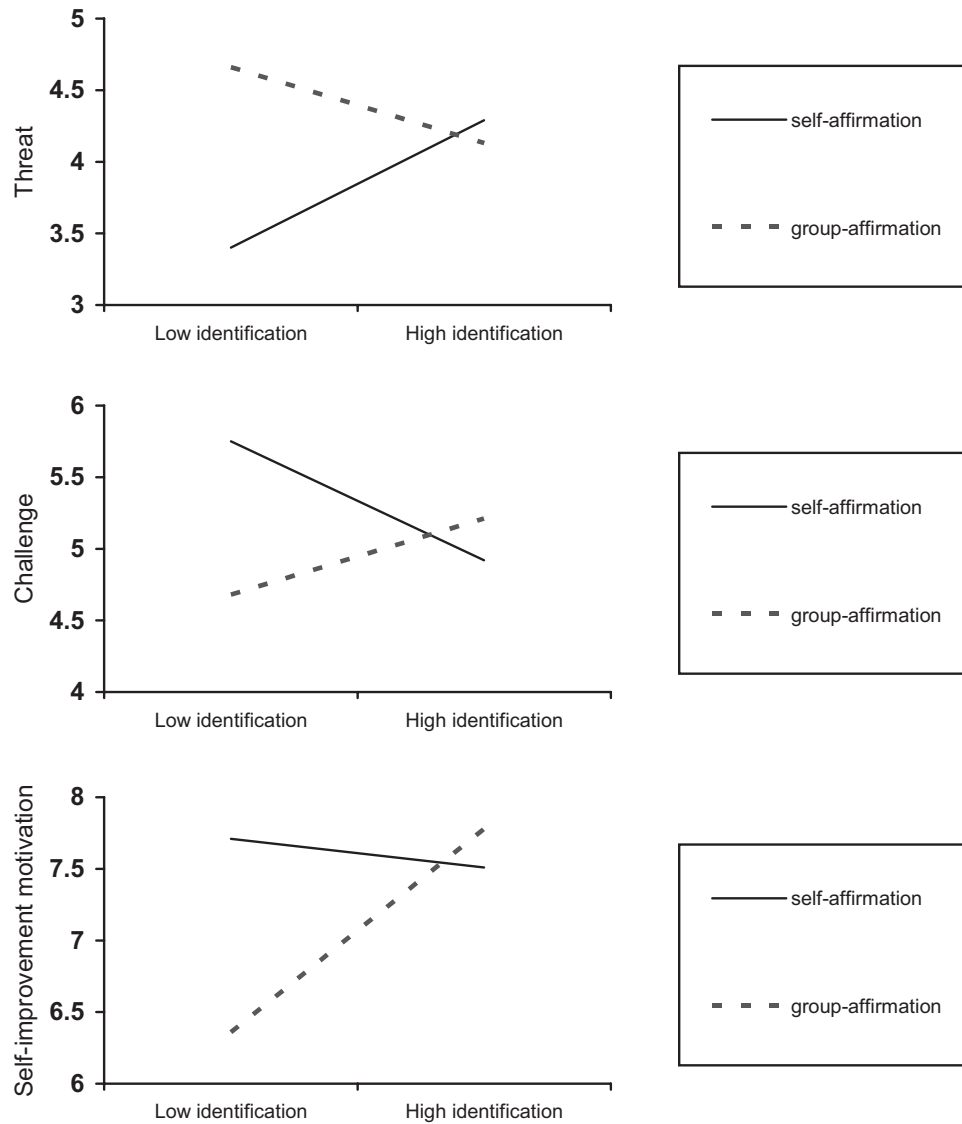 5
4.5
4
3.5
3
Threat
Low identification
High identification
self-affirmation
group-affirmation
6
5.5
5
4.5
4
Challenge
Low identification
High identification
self-affirmation
group-affirmation
8
7.5
7
6.5
6
Self-improvement motivation
Low identification
High identification
self-affirmation
group-affirmation